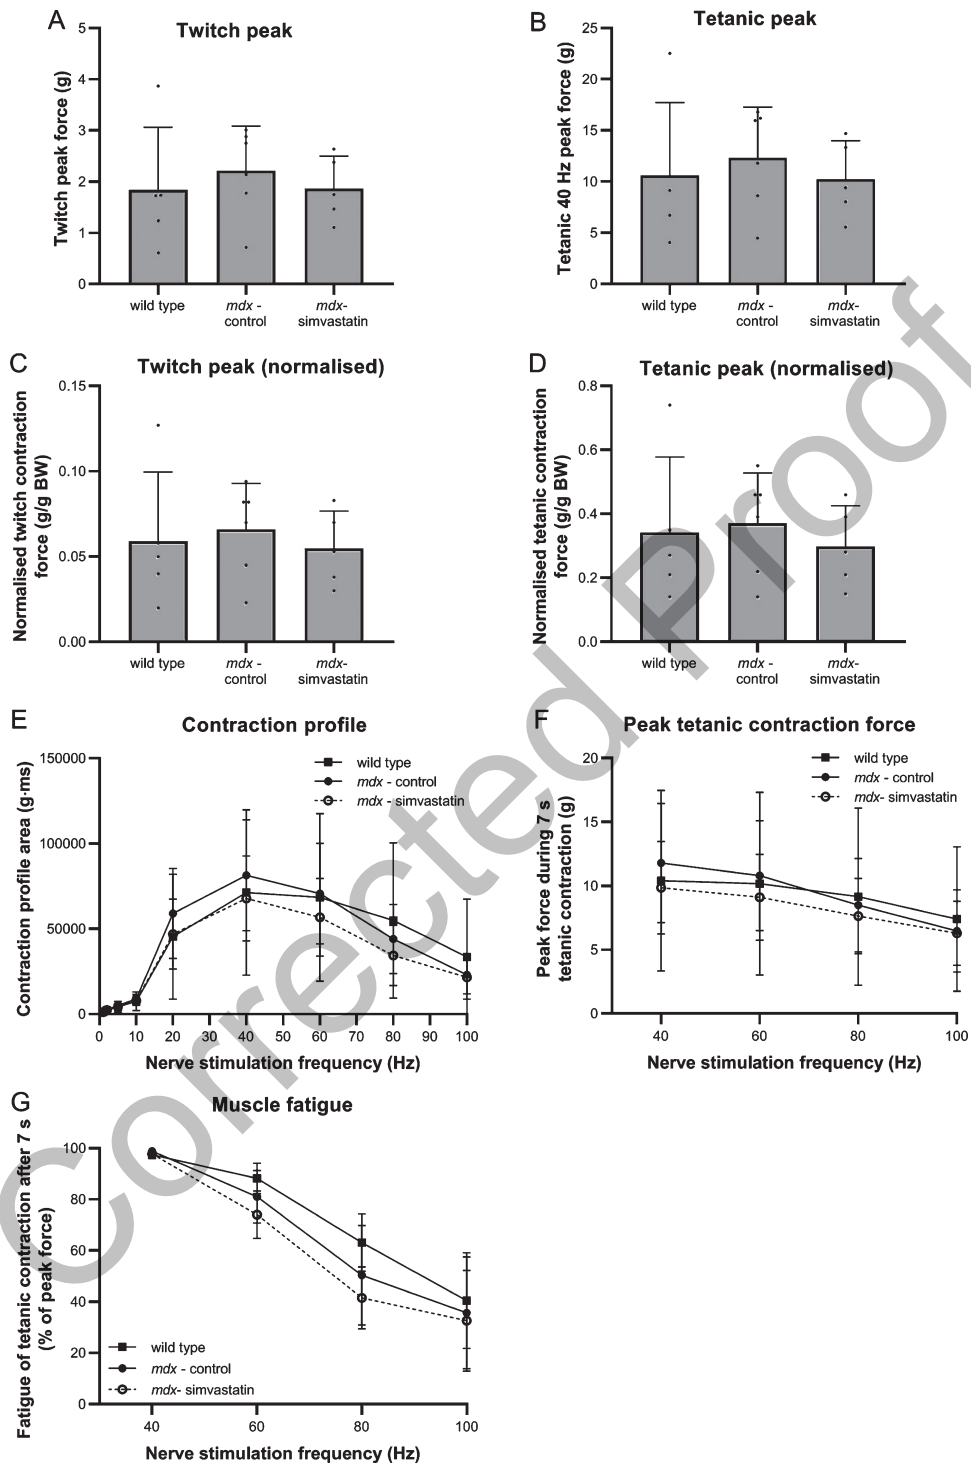 A
Twitch peak
Twitch peak force (g)
5
4
3
2
1
0
wild type
mdx -
control
mdx-
simvastatin
B
Tetanic peak
Tetanic 40 Hz peak force (g)
25
20
15
10
5
0
wild type
mdx -
control
mdx-
simvastatin
C
Twitch peak (normalised)
Normalised twitch contraction
force (g/g BW)
0.15
0.10
0.05
0.00
wild type
mdx -
control
mdx-
simvastatin
D
Tetanic peak (normalised)
Normalised tetanic contraction
force (g/g BW)
0.8
0.6
0.4
0.2
0.0
wild type
mdx -
control
mdx-
simvastatin
E
Contraction profile
Contraction profile area (g·ms)
150000
100000
50000
0
wild type
mdx - control
mdx - simvastatin
0 10 20 30 40 50 60 70 80 90 100
Nerve stimulation frequency (Hz)
F
Peak tetanic contraction force
Peak force during 7 s
tetanic contraction (g)
20
15
10
5
0
wild type
mdx - control
mdx- simvastatin
40 60 80 100
Nerve stimulation frequency (Hz)
G
Muscle fatigue
Fatigue of tetanic contraction after 7 s
(% of peak force)
100
80
60
40
20
0
wild type
mdx - control
mdx- simvastatin
40 60 80 100
Nerve stimulation frequency (Hz)
Corrected Proof